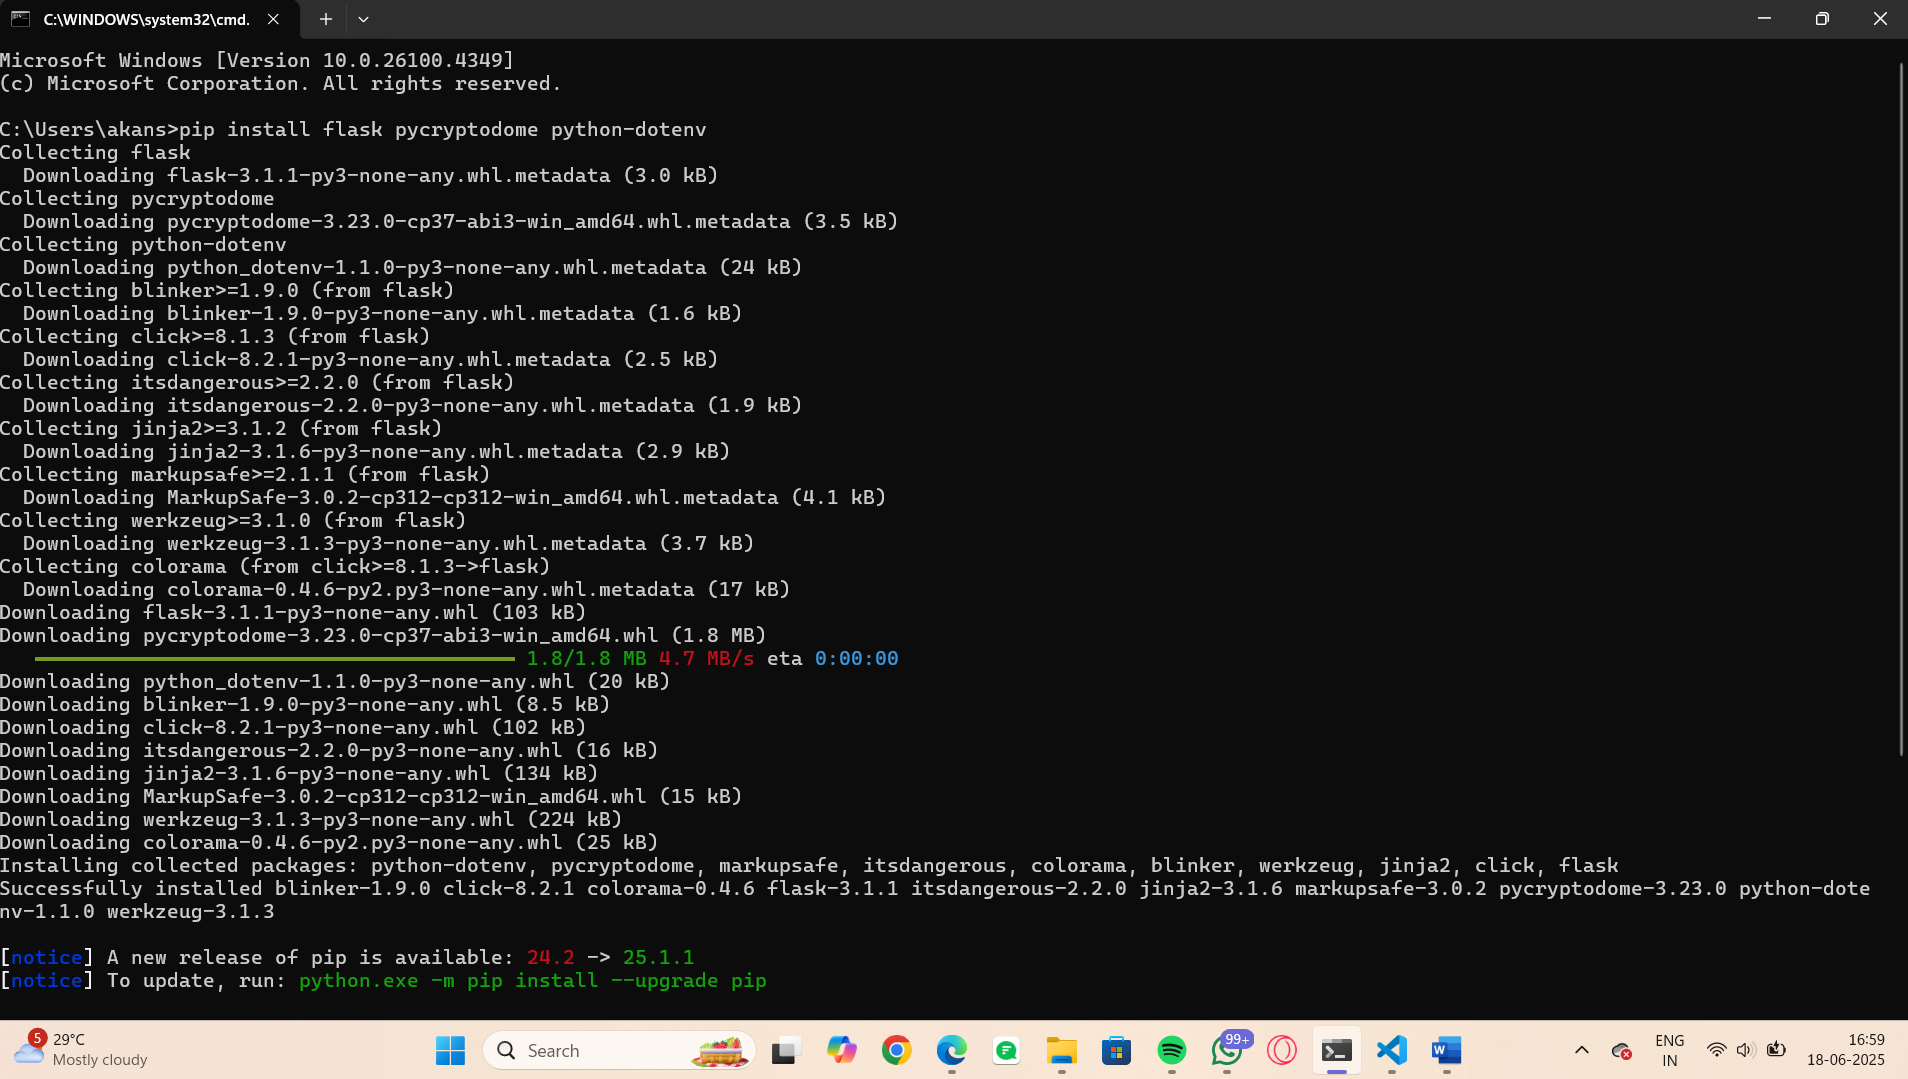 C:\WINDOWS\system32\cmd.
Microsoft Windows [Version 10.0.26100.4349]
(c) Microsoft Corporation. All rights reserved.
C:\Users\akans>pip install flask pycryptodome python-dotenv
Collecting flask
  Downloading flask-3.1.1-py3-none-any.whl.metadata (3.0 kB)
Collecting pycryptodome
  Downloading pycryptodome-3.23.0-cp37-abi3-win_amd64.whl.metadata (3.5 kB)
Collecting python-dotenv
  Downloading python_dotenv-1.1.0-py3-none-any.whl.metadata (24 kB)
Collecting blinker>=1.9.0 (from flask)
  Downloading blinker-1.9.0-py3-none-any.whl.metadata (1.6 kB)
Collecting click>=8.1.3 (from flask)
  Downloading click-8.2.1-py3-none-any.whl.metadata (2.5 kB)
Collecting itsdangerous>=2.2.0 (from flask)
  Downloading itsdangerous-2.2.0-py3-none-any.whl.metadata (1.9 kB)
Collecting jinja2>=3.1.2 (from flask)
  Downloading jinja2-3.1.6-py3-none-any.whl.metadata (2.9 kB)
Collecting markupsafe>=2.1.1 (from flask)
  Downloading MarkupSafe-3.0.2-cp312-cp312-win_amd64.whl.metadata (4.1 kB)
Collecting werkzeug>=3.1.0 (from flask)
  Downloading werkzeug-3.1.3-py3-none-any.whl.metadata (3.7 kB)
Collecting colorama (from click>=8.1.3->flask)
  Downloading colorama-0.4.6-py2.py3-none-any.whl.metadata (17 kB)
Downloading flask-3.1.1-py3-none-any.whl (103 kB)
Downloading pycryptodome-3.23.0-cp37-abi3-win_amd64.whl (1.8 MB)
1.8/1.8 MB 4.7 MB/s eta 0:00:00
Downloading python_dotenv-1.1.0-py3-none-any.whl (20 kB)
Downloading blinker-1.9.0-py3-none-any.whl (8.5 kB)
Downloading click-8.2.1-py3-none-any.whl (102 kB)
Downloading itsdangerous-2.2.0-py3-none-any.whl (16 kB)
Downloading jinja2-3.1.6-py3-none-any.whl (134 kB)
Downloading MarkupSafe-3.0.2-cp312-cp312-win_amd64.whl (15 kB)
Downloading werkzeug-3.1.3-py3-none-any.whl (224 kB)
Downloading colorama-0.4.6-py2.py3-none-any.whl (25 kB)
Installing collected packages: python-dotenv, pycryptodome, markupsafe, itsdangerous, colorama, blinker, werkzeug, jinja2, click, flask
Successfully installed blinker-1.9.0 click-8.2.1 colorama-0.4.6 flask-3.1.1 itsdangerous-2.2.0 jinja2-3.1.6 markupsafe-3.0.2 pycryptodome-3.23.0 python-dote
nv-1.1.0 werkzeug-3.1.3
[notice] A new release of pip is available: 24.2 -> 25.1.1
[notice] To update, run: python.exe -m pip install --upgrade pip
5
29°C
Mostly cloudy
Search
99+
W
ENG
IN
16:59
18-06-2025